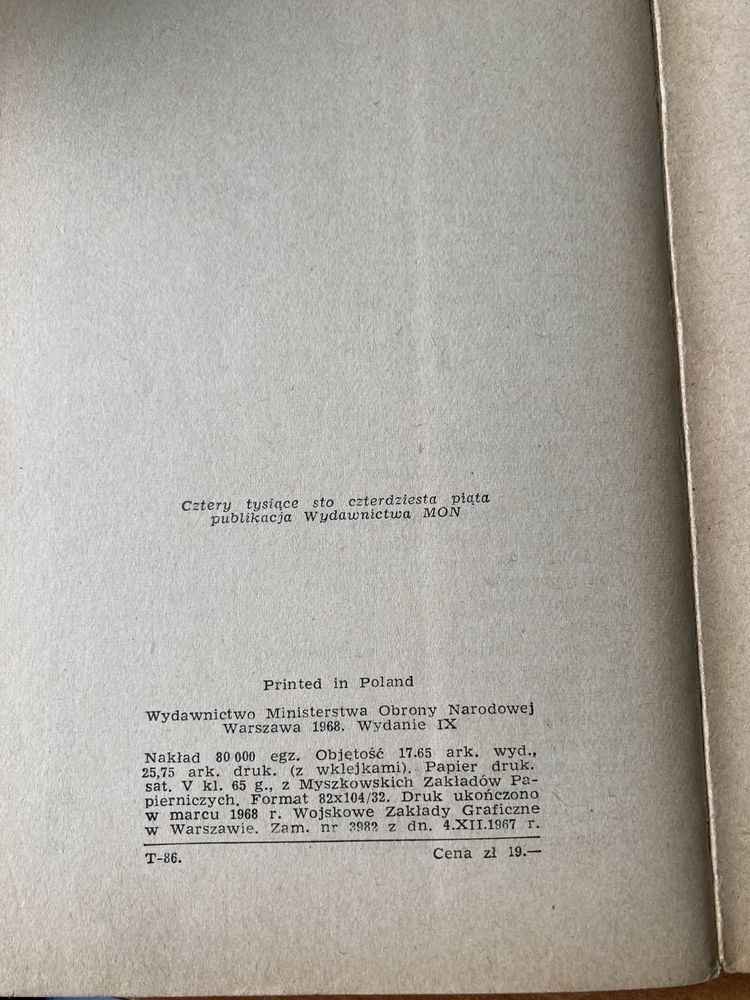 Cztery tysiące sto czterdziesta piąta
publikacja Wydawnictwa MON
Printed in Poland
Wydawnictwo Ministerstwa Obrony Narodowej
Warszawa 1968. Wydanie IX
Nakład 80 000 egz. Objętość 17.65 ark. wyd.,
25,75 ark. druk. (z wklejkami). Papier druk.
sat. V kl. 65 g., z Myszkowskich Zakładów Pa-
pierniczych. Format 82x104/32. Druk ukończono
w marcu 1968 r. Wojskowe Zakłady Graficzne
w Warszawie. Zam. nr 3982 z dn. 4.XII.1967 r.
T-86. Cena zł 19.—